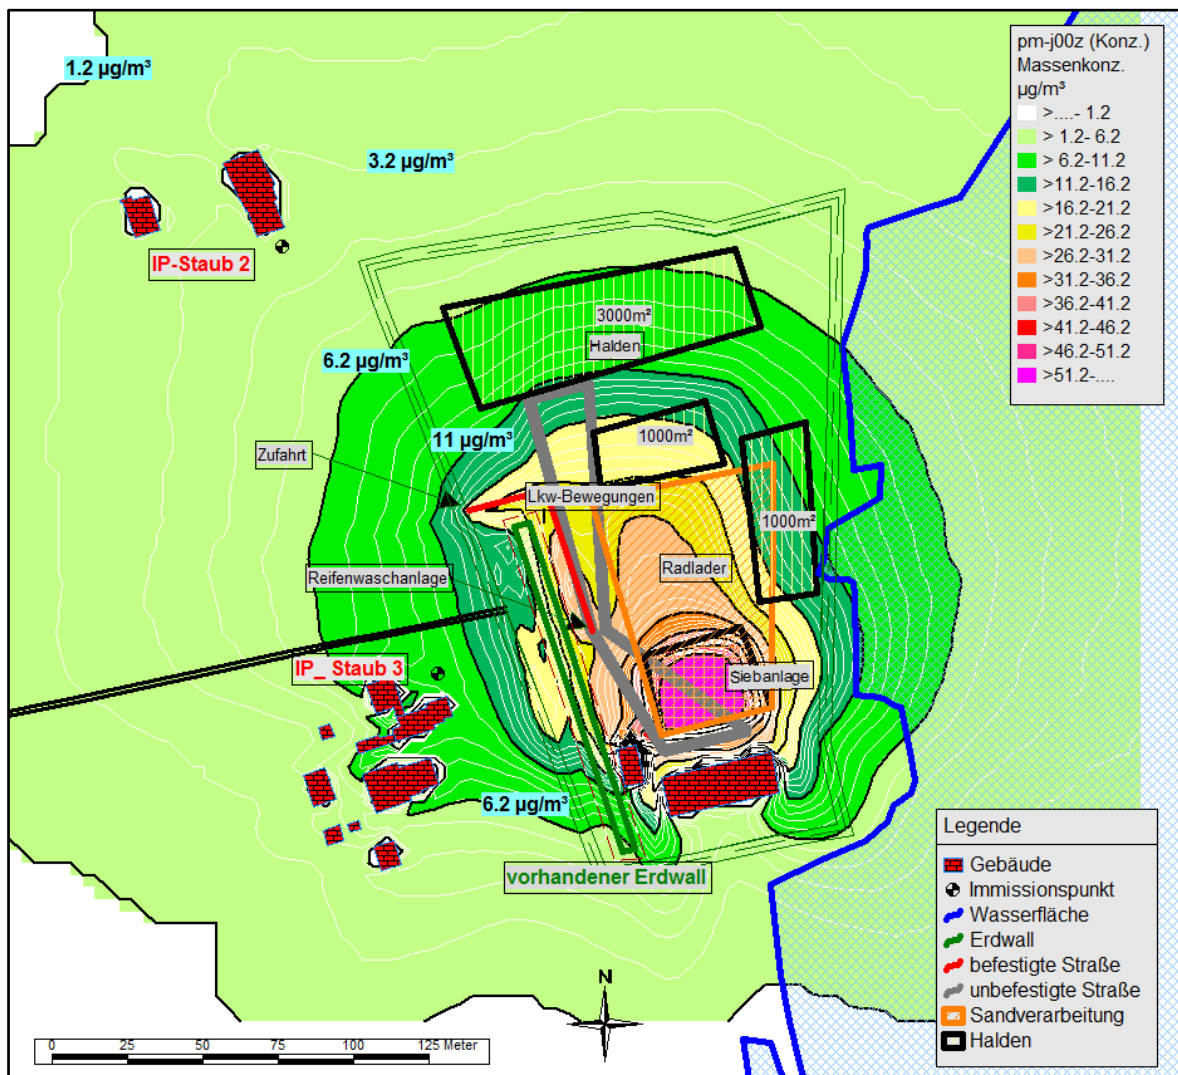 1.2 µg/m³
3.2 µg/m³
IP-Staub 2
3000m²
Halden
6.2 µg/m³
11 µg/m³
1000m²
Zufahrt
Lkw-Bewegungen
1000m²
Reifenwaschanlage
Radlader
IP_ Staub 3
Siebanlage
6.2 µg/m³
vorhandener Erdwall
pm-j00z (Konz.)
Massenkonz.
µg/m³
>....- 1.2
> 1.2- 6.2
> 6.2-11.2
>11.2-16.2
>16.2-21.2
>21.2-26.2
>26.2-31.2
>31.2-36.2
>36.2-41.2
>41.2-46.2
>46.2-51.2
>51.2-....
Legende
Gebäude
Immissionspunkt
Wasserfläche
Erdwall
befestigte Straße
unbefestigte Straße
Sandverarbeitung
Halden
N
0 25 50 75 100 125 Meter